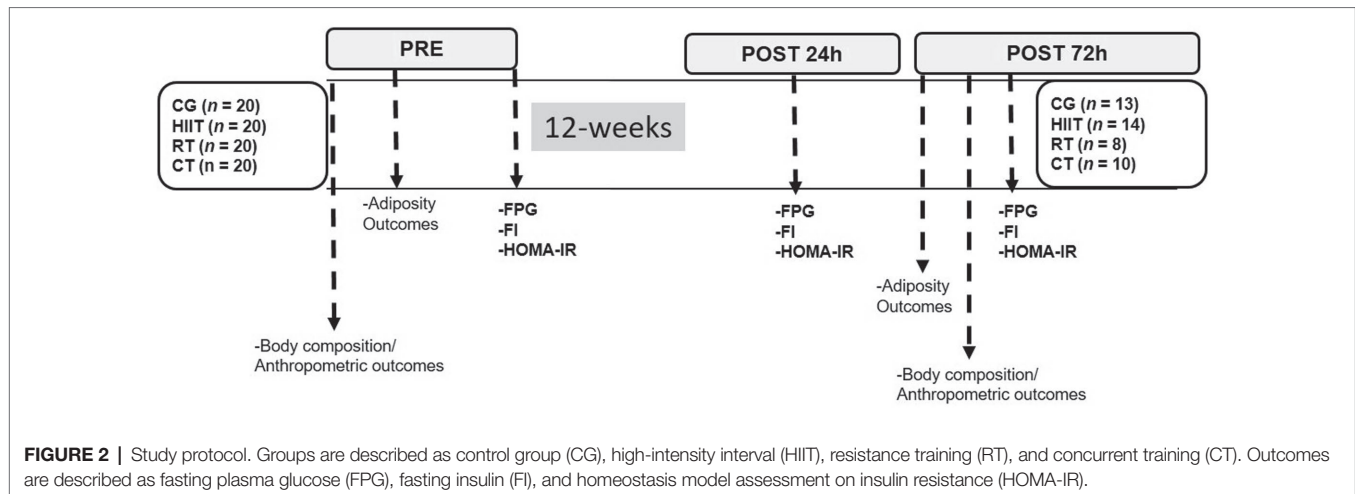 PRE
POST 24h
POST 72h
CG (n = 20)
HIIT (n = 20)
RT (n = 20)
CT (n = 20)
12-weeks
CG (n = 13)
HIIT (n = 14)
RT (n = 8)
CT (n = 10)
-Adiposity
Outcomes
-FPG
-FI
-HOMA-IR
-FPG
-FI
-HOMA-IR
-FPG
-FI
-HOMA-IR
-Adiposity
Outcomes
-Body composition/
Anthropometric outcomes
-Body composition/
Anthropometric outcomes
FIGURE 2 | Study protocol. Groups are described as control group (CG), high-intensity interval (HIIT), resistance training (RT), and concurrent training (CT). Outcomes
are described as fasting plasma glucose (FPG), fasting insulin (FI), and homeostasis model assessment on insulin resistance (HOMA-IR).